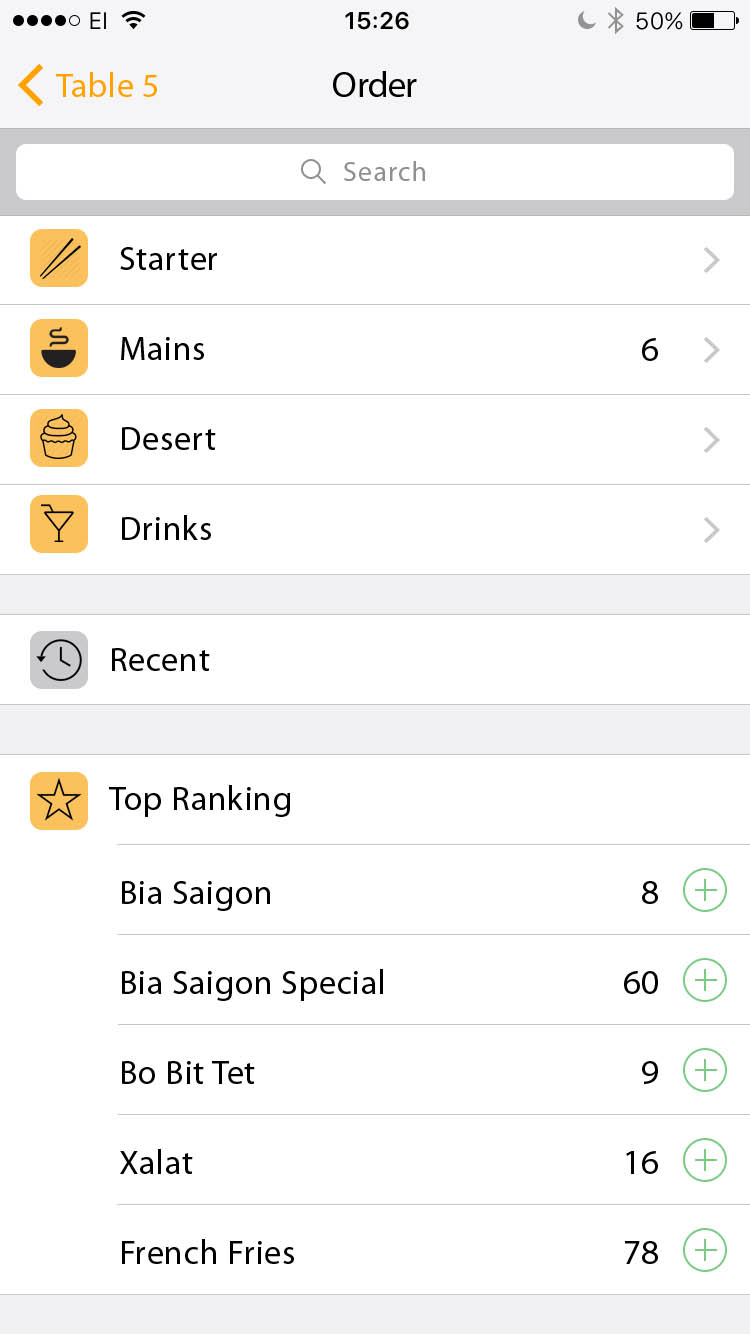 EI 15:26 50%
Table 5 Order
Search
Starter
Mains 6
Desert
Drinks
Recent
Top Ranking
Bia Saigon 8
Bia Saigon Special 60
Bo Bit Tet 9
Xalat 16
French Fries 78